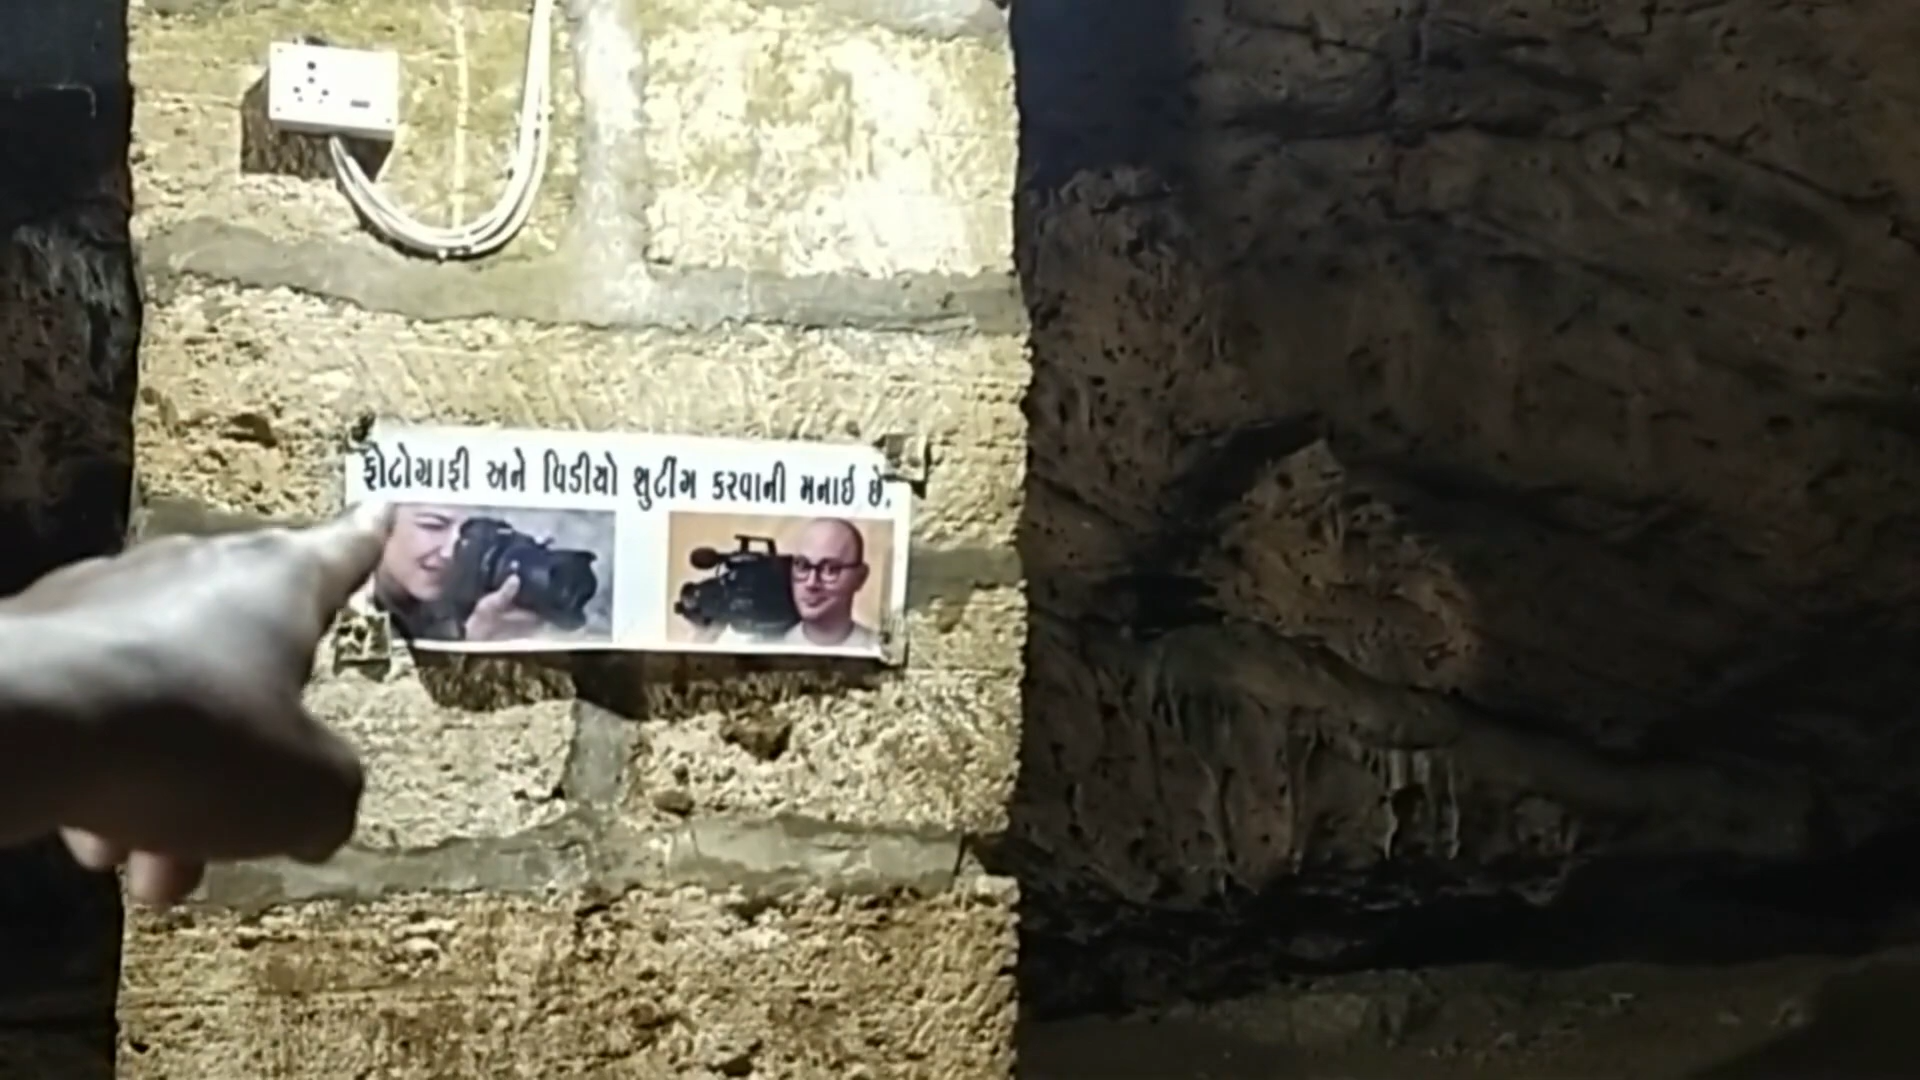 ફોટોગ્રાફી અને વિડીયો શુટીંગ કરવાની મનાઈ છે.